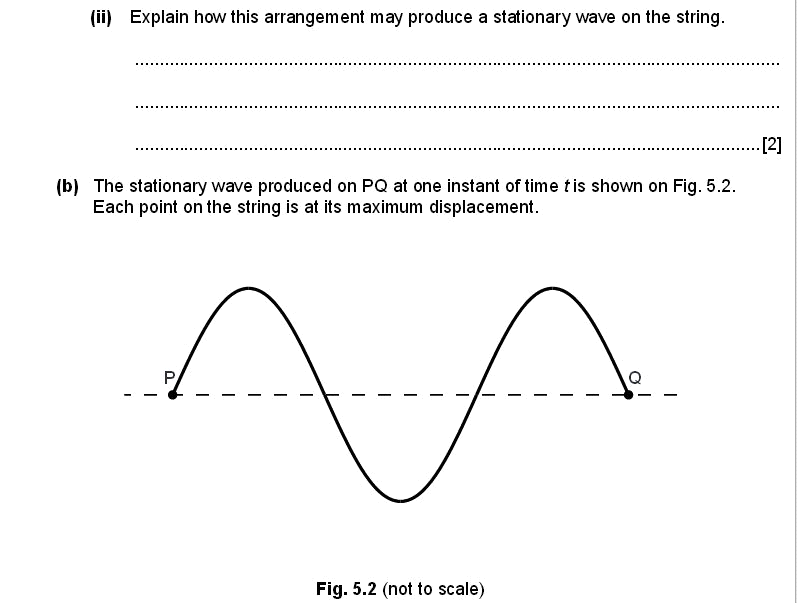 (ii) Explain how this arrangement may produce a stationary wave on the string.
..........................................................................................
..........................................................................................
..........................................................................................[2]
(b) The stationary wave produced on PQ at one instant of time t is shown on Fig. 5.2.
Each point on the string is at its maximum displacement.
P
Q
Fig. 5.2 (not to scale)